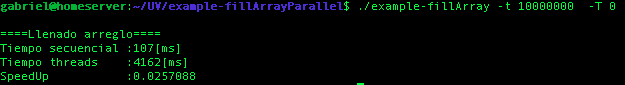 gabriel@homeserver:~/UV/example-fillArrayParallel$ ./example-fillArray -t 10000000  -T 0
====Llenado arreglo====
Tiempo secuencial :107[ms]
Tiempo threads    :4162[ms]
SpeedUp           :0.0257088